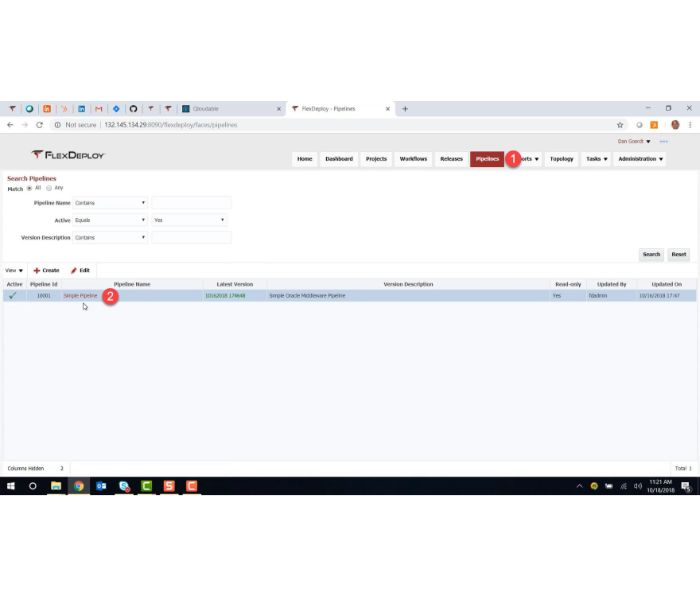 Cloudable
FlexDeploy - Pipelines
Not secure | 132.145.134.29:8090/flexdeploy/faces/pipelines
Dan Goerdt
FLEXDEPLOY
Home Dashboard Projects Workflows Releases Pipelines 1 orts Topology Tasks Administration
Search Pipelines
Match All Any
Pipeline Name Contains
Active Equals Yes
Version Description Contains
Search Reset
View Create Edit
Active Pipeline Id Pipeline Name Latest Version Version Description Read-only Updated By Updated On
10001 Simple Pipeline 2 10162018 174648 Simple Oracle Middleware Pipeline Yes fdadmin 10/16/2018 17:47
Columns Hidden 2 Total 1
11:21 AM
10/18/2018